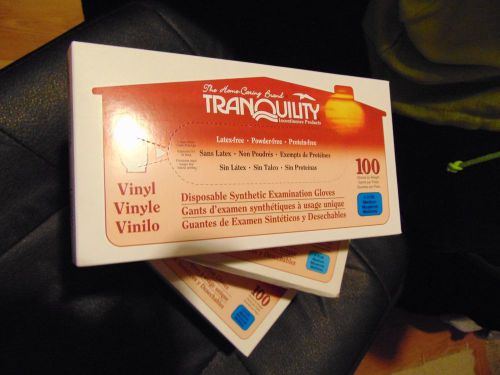 The Home-Caring Brand
TRANQUILITY
Incontinence Products
Latex-free • Powder-free • Protein-free
Sans Latex • Non Poudrés • Exempts de Protéines
Sin Látex • Sin Talco • Sin Proteínas
100
Vinyl
Vinyle
Vinilo
Disposable Synthetic Examination Gloves
Gants d'examen synthétiques à usage unique
Guantes de Examen Sintéticos y Desechables
Medium
100
y Desechables